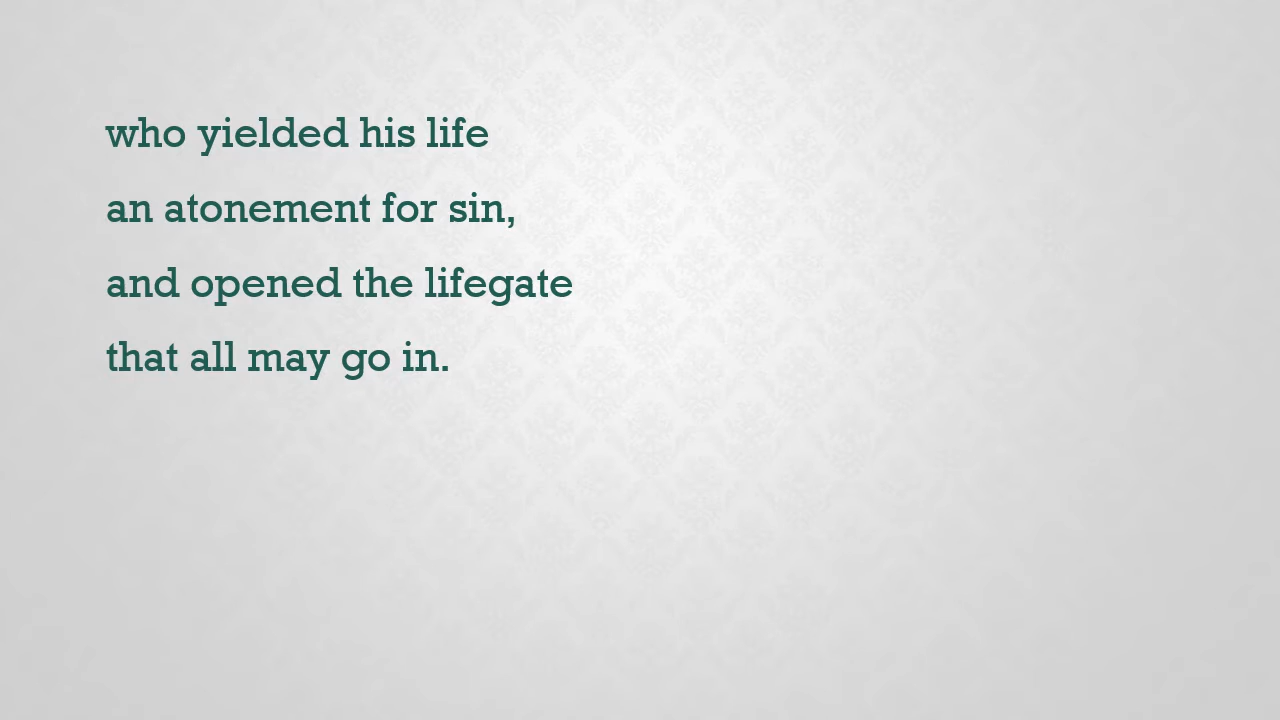 who yielded his life
an atonement for sin,
and opened the lifegate
that all may go in.